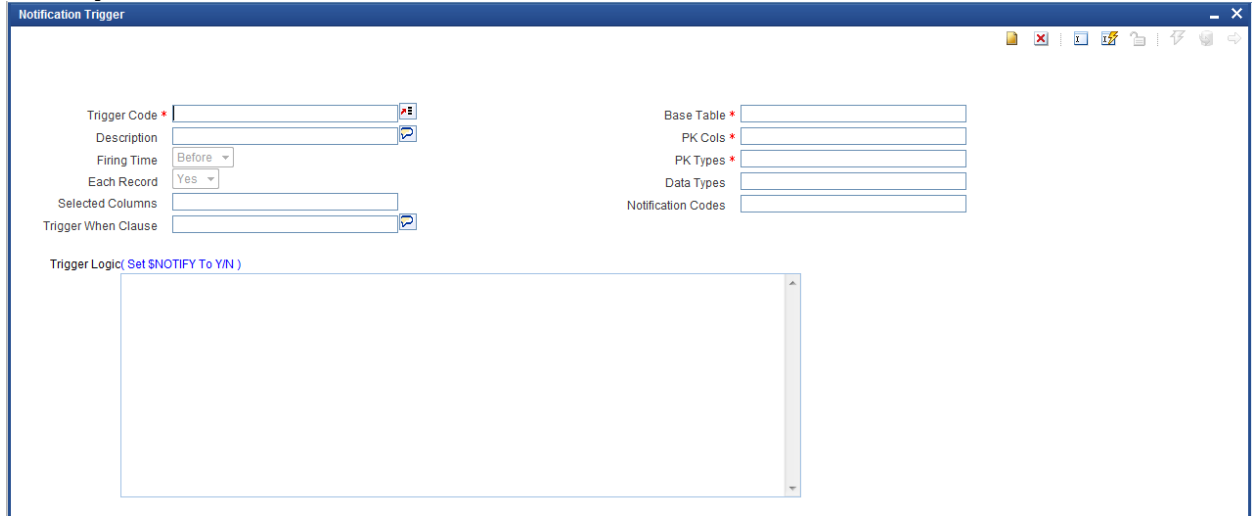 Notification Trigger
Trigger Code *
Description
Firing Time Before
Each Record Yes
Selected Columns
Trigger When Clause
Base Table *
PK Cols *
PK Types *
Data Types
Notification Codes
Trigger Logic( Set $NOTIFY To Y/N )